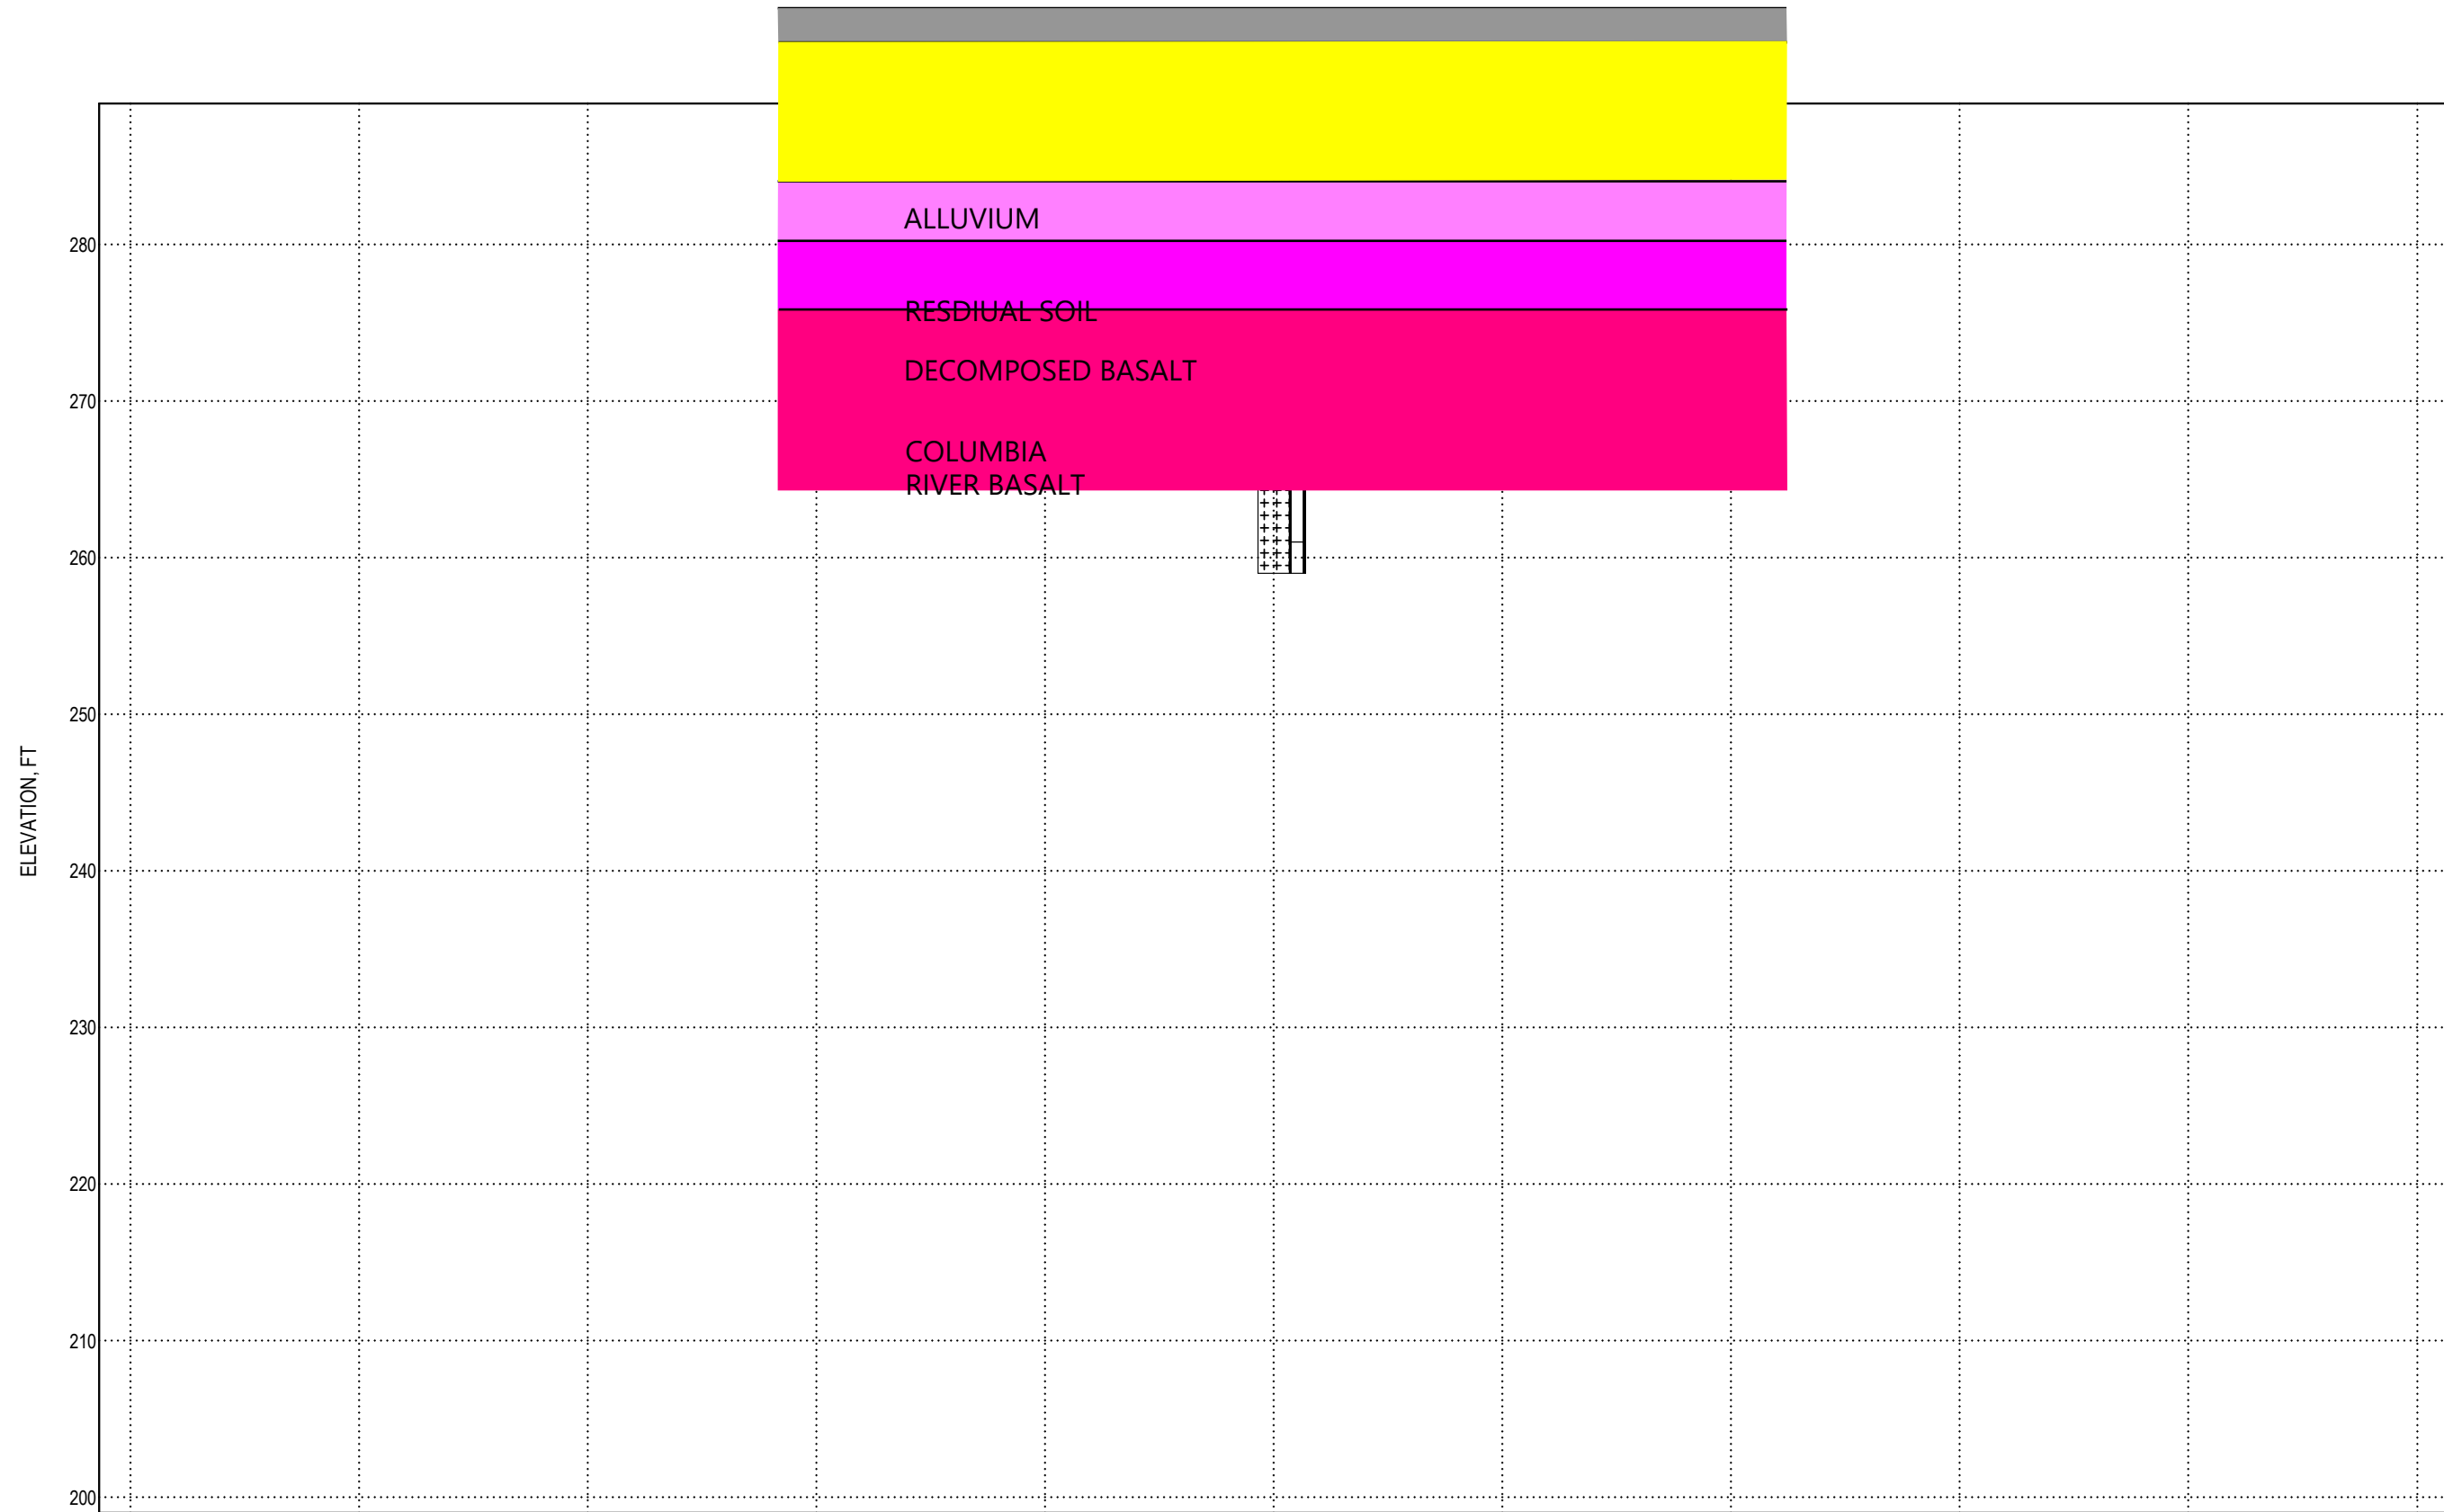 ALLUVIUM
280
RESDIUAL SOIL
DECOMPOSED BASALT
270
COLUMBIA
RIVER BASALT
260
250
ELEVATION, FT
240
230
220
210
200